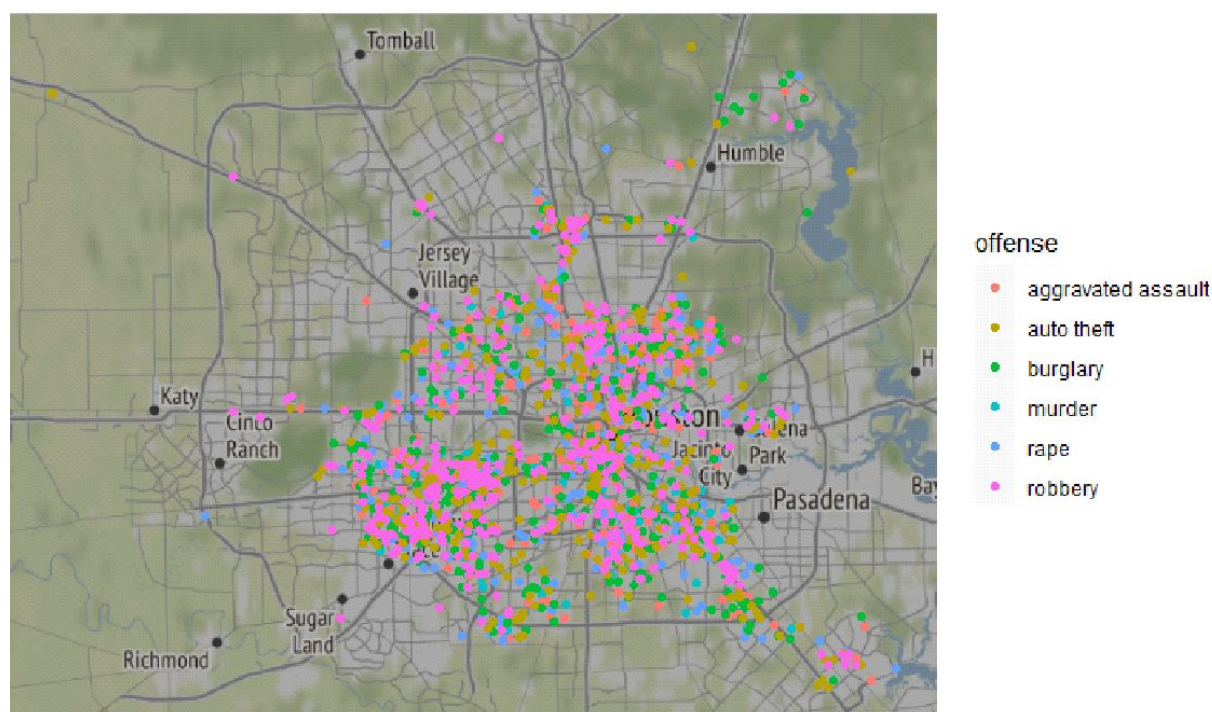 Tomball
Humble
Jersey
Village
Katy
Cinco
Ranch
H
Jacinto
City
Park
Bay
Pasadena
Sugar
Land
Richmond
offense
aggravated assault
auto theft
burglary
murder
rape
robbery